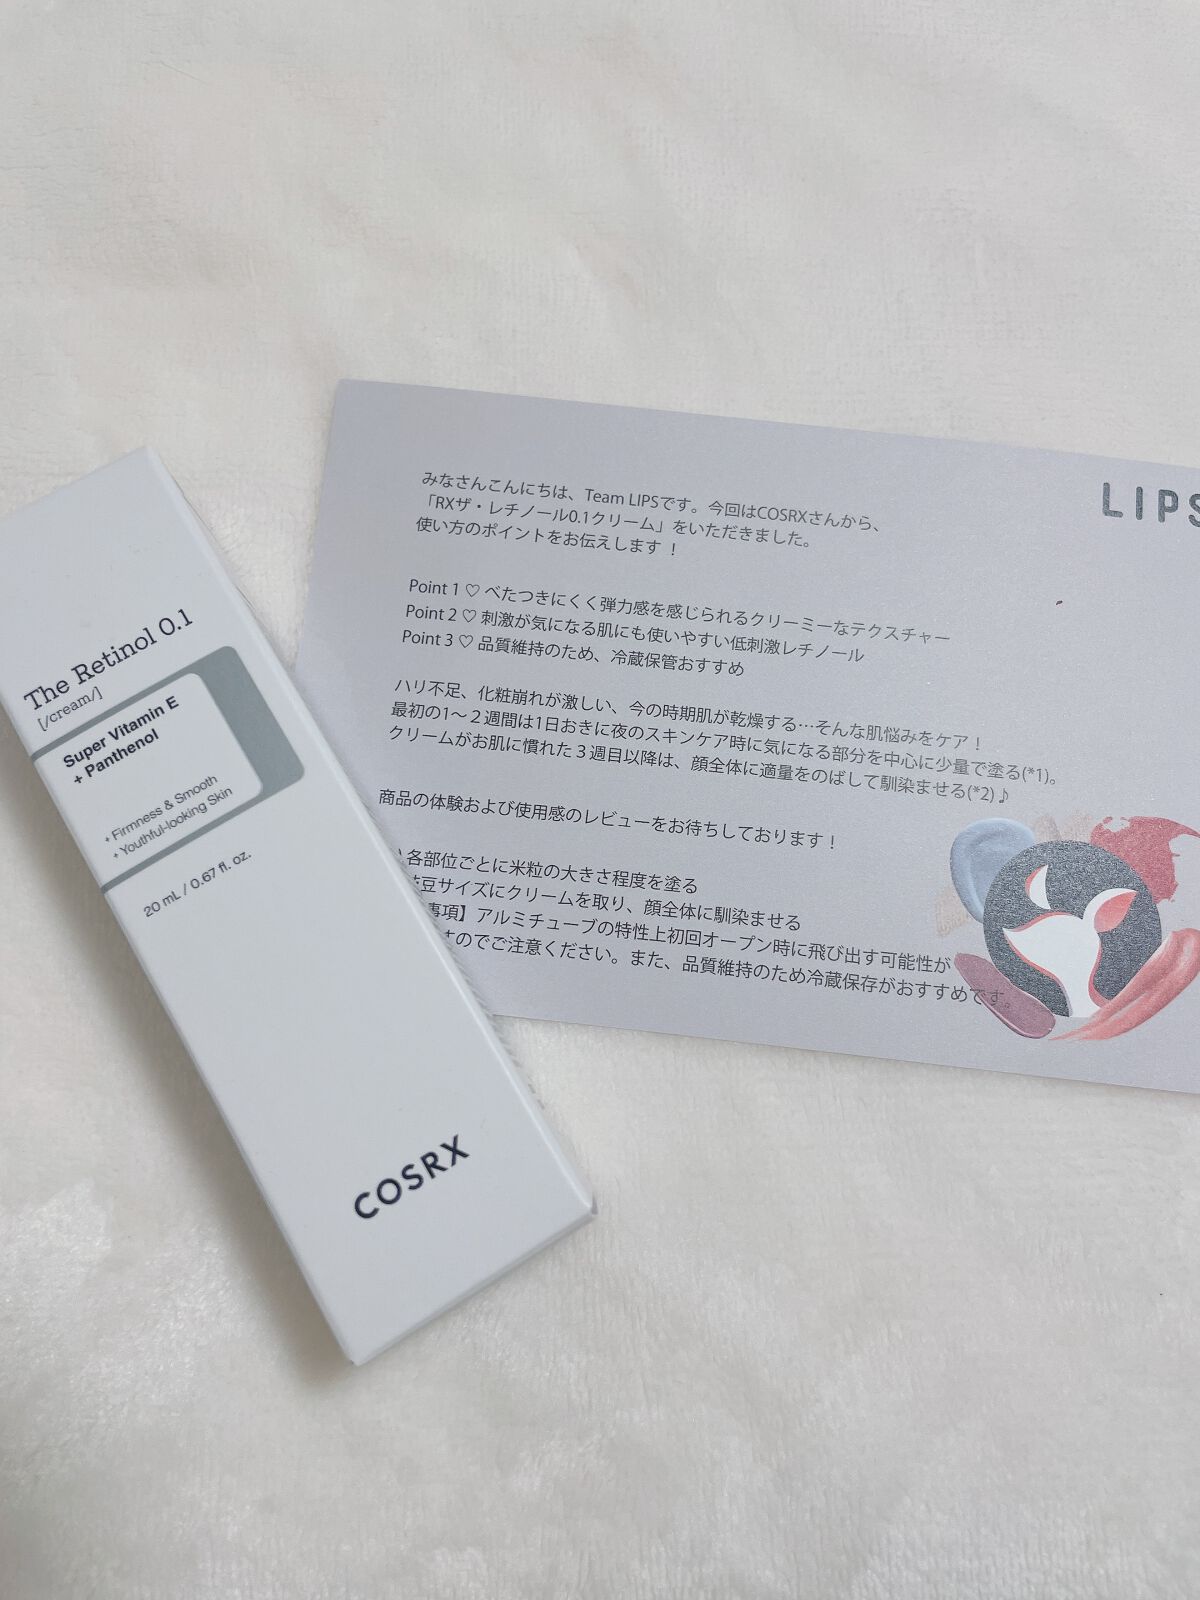 The Retinol 0.1
[/cream/]
Super Vitamin E
+ Panthenol
+ Firmness & Smooth
+ Youthful-looking Skin
20 mL / 0.67 fl. oz.
COSRX
LIPS
みなさんこんにちは、Team LIPSです。今回はCOSRXさんから、
「RXザ・レチノール0.1クリーム」をいただきました。
使い方のポイントをお伝えします！
Point 1 ♡ べたつきにくく弾力感を感じられるクリーミーなテクスチャー
Point 2 ♡ 刺激が気になる肌にも使いやすい低刺激レチノール
Point 3 ♡ 品質維持のため、冷蔵保管おすすめ
ハリ不足、化粧崩れが激しい、今の時期肌が乾燥する…そんな肌悩みをケア！
最初の1～2週間は1日おきに夜のスキンケア時に気になる部分を中心に少量で塗る(*1)。
クリームがお肌に慣れた3週目以降は、顔全体に適量をのばして馴染ませる(*2)♪
商品の体験および使用感のレビューをお待ちしております！
各部位ごとに米粒の大きさ程度を塗る
豆サイズにクリームを取り、顔全体に馴染ませる
事項】アルミチューブの特性上初回オープン時に飛び出す可能性が
すのでご注意ください。また、品質維持のため冷蔵保存がおすすめです。